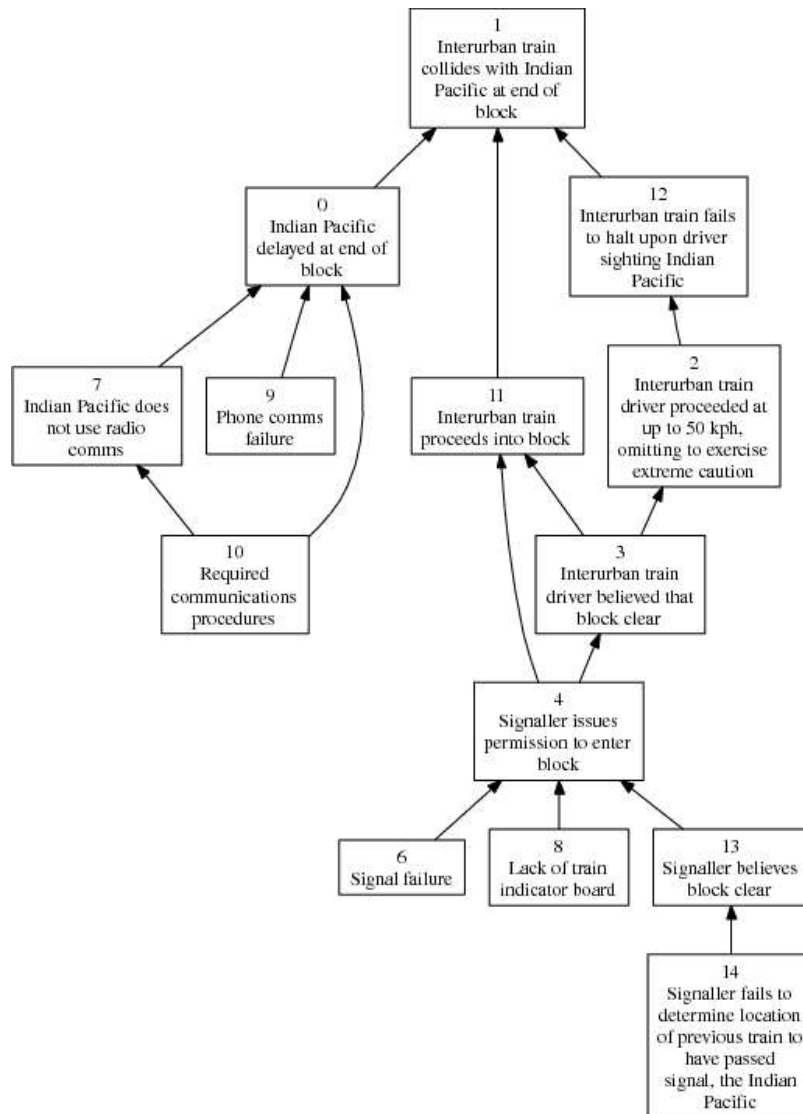 1
Interurban train
collides with Indian
Pacific at end of
block
0
Indian Pacific
delayed at end of
block
12
Interurban train fails
to halt upon driver
sighting Indian
Pacific
7
Indian Pacific does
not use radio
comms
9
Phone comms
failure
11
Interurban train
proceeds into block
2
Interurban train
driver proceeded at
up to 50 kph,
omitting to exercise
extreme caution
10
Required
communications
procedures
3
Interurban train
driver believed that
block clear
4
Signaller issues
permission to enter
block
6
Signal failure
8
Lack of train
indicator board
13
Signaller believes
block clear
14
Signaller fails to
determine location
of previous train to
have passed
signal, the Indian
Pacific